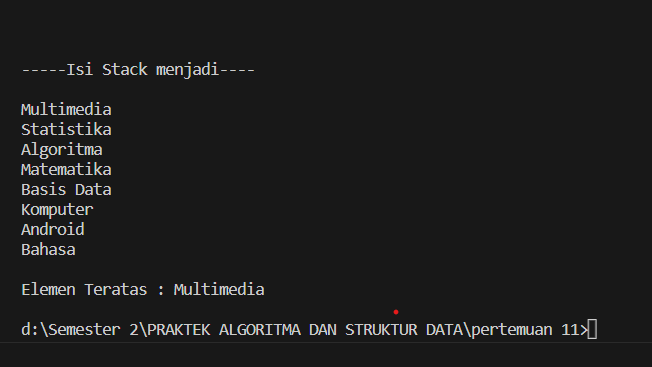 -----Isi Stack menjadi----
Multimedia
Statistika
Algoritma
Matematika
Basis Data
Komputer
Android
Bahasa
Elemen Teratas : Multimedia
d:\Semester 2\PRAKTEK ALGORITMA DAN STRUKTUR DATA\pertemuan 11>